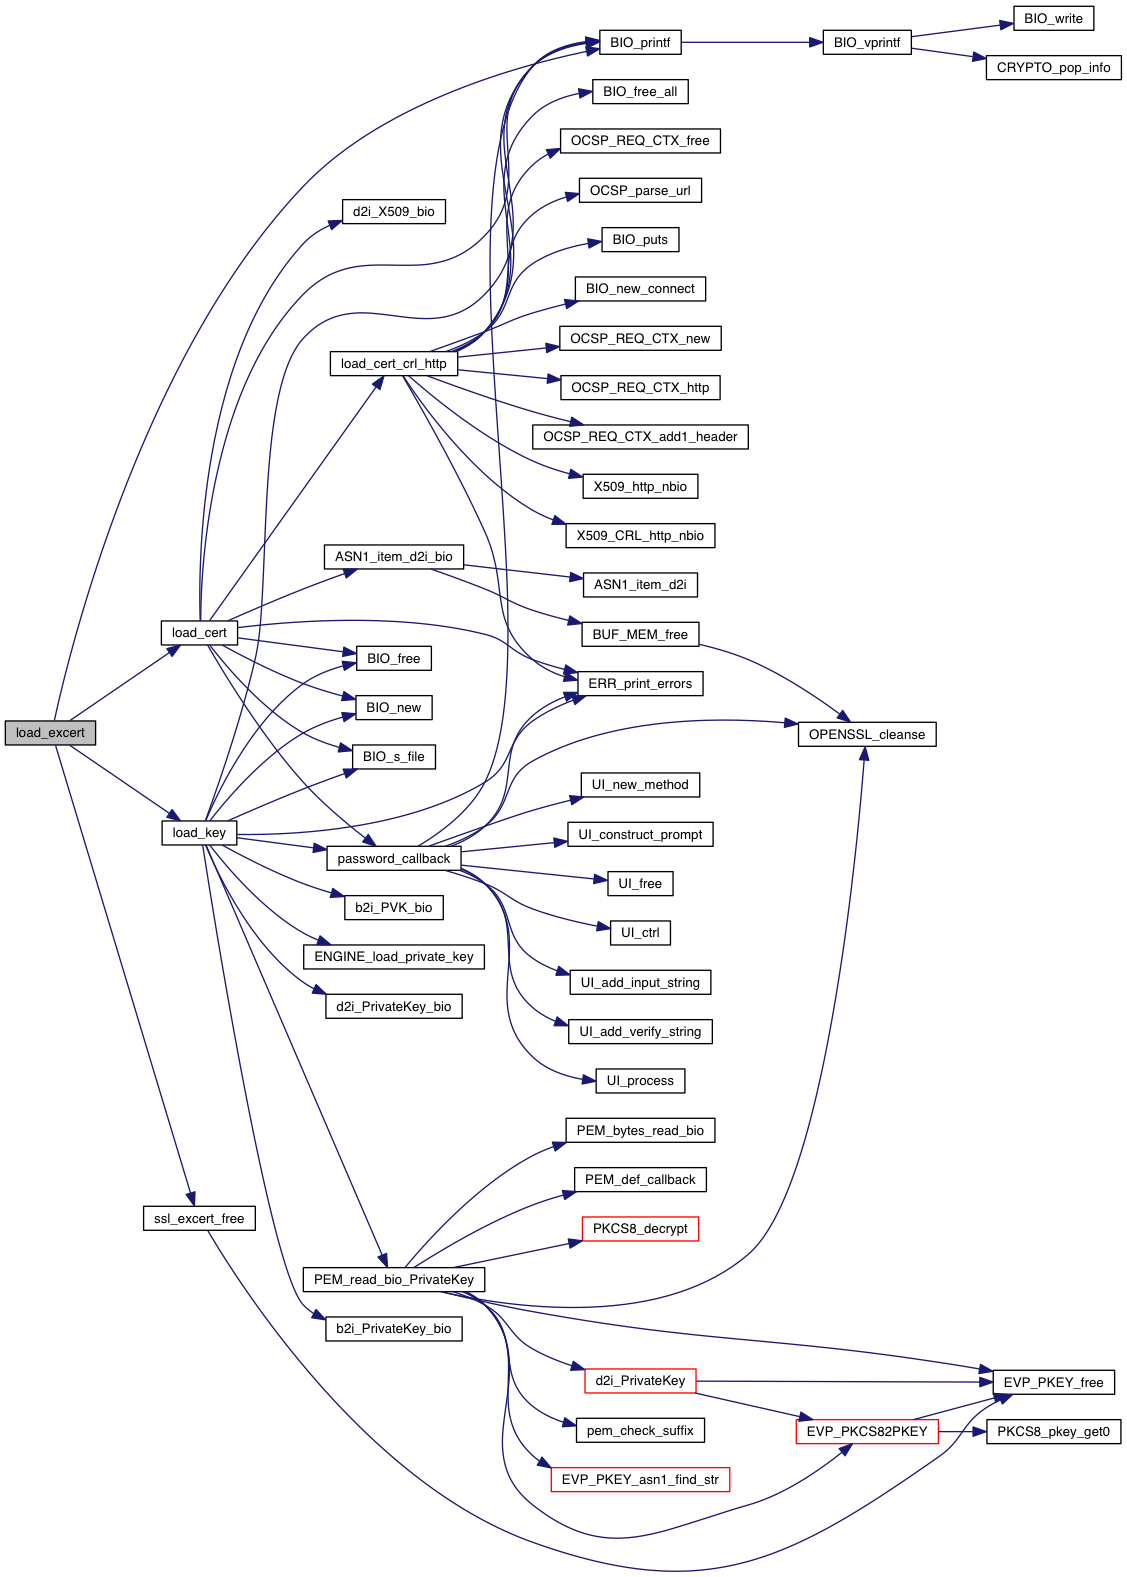 BIO_write
BIO_printf
BIO_vprintf
CRYPTO_pop_info
BIO_free_all
OCSP_REQ_CTX_free
OCSP_parse_url
d2i_X509_bio
BIO_puts
BIO_new_connect
OCSP_REQ_CTX_new
load_cert_crl_http
OCSP_REQ_CTX_http
OCSP_REQ_CTX_add1_header
X509_http_nbio
X509_CRL_http_nbio
ASN1_item_d2i_bio
ASN1_item_d2i
load_cert
BUF_MEM_free
BIO_free
ERR_print_errors
BIO_new
load_excert
OPENSSL_cleanse
BIO_s_file
UI_new_method
load_key
UI_construct_prompt
password_callback
UI_free
b2i_PVK_bio
UI_ctrl
ENGINE_load_private_key
UI_add_input_string
d2i_PrivateKey_bio
UI_add_verify_string
UI_process
PEM_bytes_read_bio
PEM_def_callback
ssl_excert_free
PKCS8_decrypt
PEM_read_bio_PrivateKey
b2i_PrivateKey_bio
d2i_PrivateKey
EVP_PKEY_free
pem_check_suffix
EVP_PKCS82PKEY
PKCS8_pkey_get0
EVP_PKEY_asn1_find_str